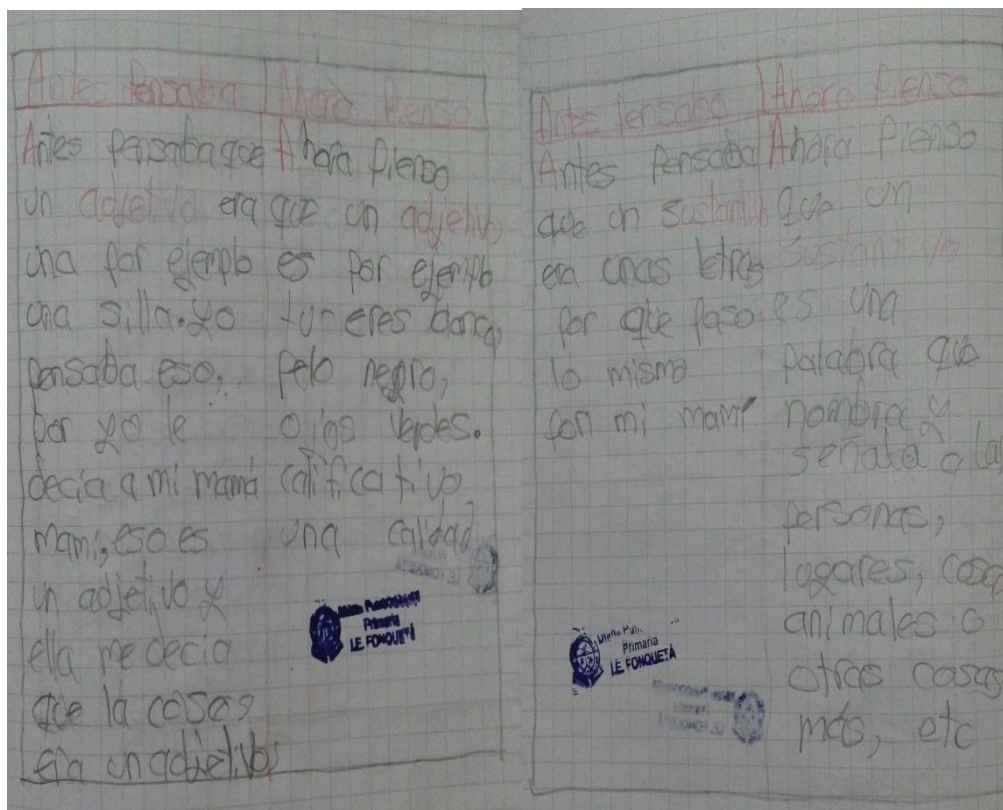 Antes Pensaba
Antes Pensaba que
un adjetivo era
una por ejemplo
una silla. yo
pensaba eso,
por yo le
decia a mi mamá
mami, eso es
un adjetivo y
ella me decia
que la cosas
era un adjetivos
Ahora Pienso
Ahora Pienso
que un adjetivo
es por ejemplo
tu eres blanca,
pelo negro,
ojos verdes.
calificativo
una calidad
Primaria
LE FONQUETÁ
Antes Pensaba
Antes Pensaba
que un sustantivo
era unas letras
por que paso
lo mismo
con mi mami
Ahora Pienso
Ahora Pienso
que un
sustantivo
es una
palabra que
nombra y
señala a la
personas,
lugares, cosa
animales o
otras cosas
más, etc
Primaria
LE FONQUETÁ